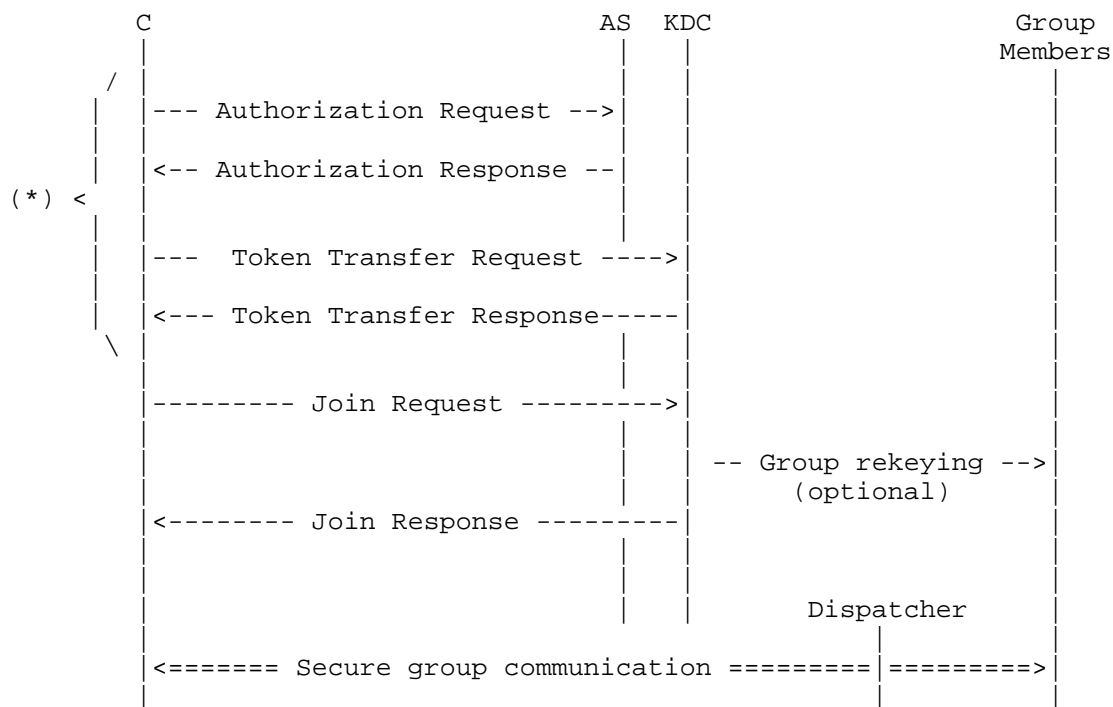 C AS KDC Group
Members
--- Authorization Request -->
<-- Authorization Response --
(*) <
--- Token Transfer Request ---->
<--- Token Transfer Response-----
--------- Join Request --------->
-- Group rekeying -->
(optional)
<-------- Join Response ---------
Dispatcher
<======= Secure group communication =========|=========>